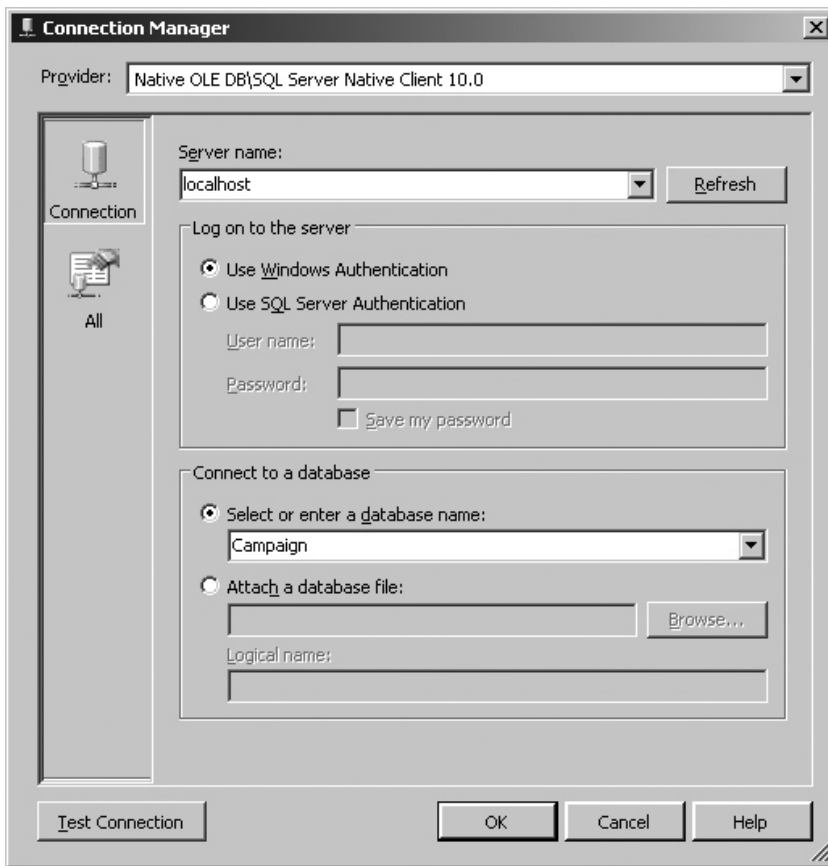 Connection Manager
Provider: Native OLE DB\SQL Server Native Client 10.0
Connection
All
Server name:
localhost
Refresh
Log on to the server
Use Windows Authentication
Use SQL Server Authentication
User name:
Password:
Save my password
Connect to a database
Select or enter a database name:
Campaign
Attach a database file:
Browse...
Logical name:
Test Connection
OK
Cancel
Help